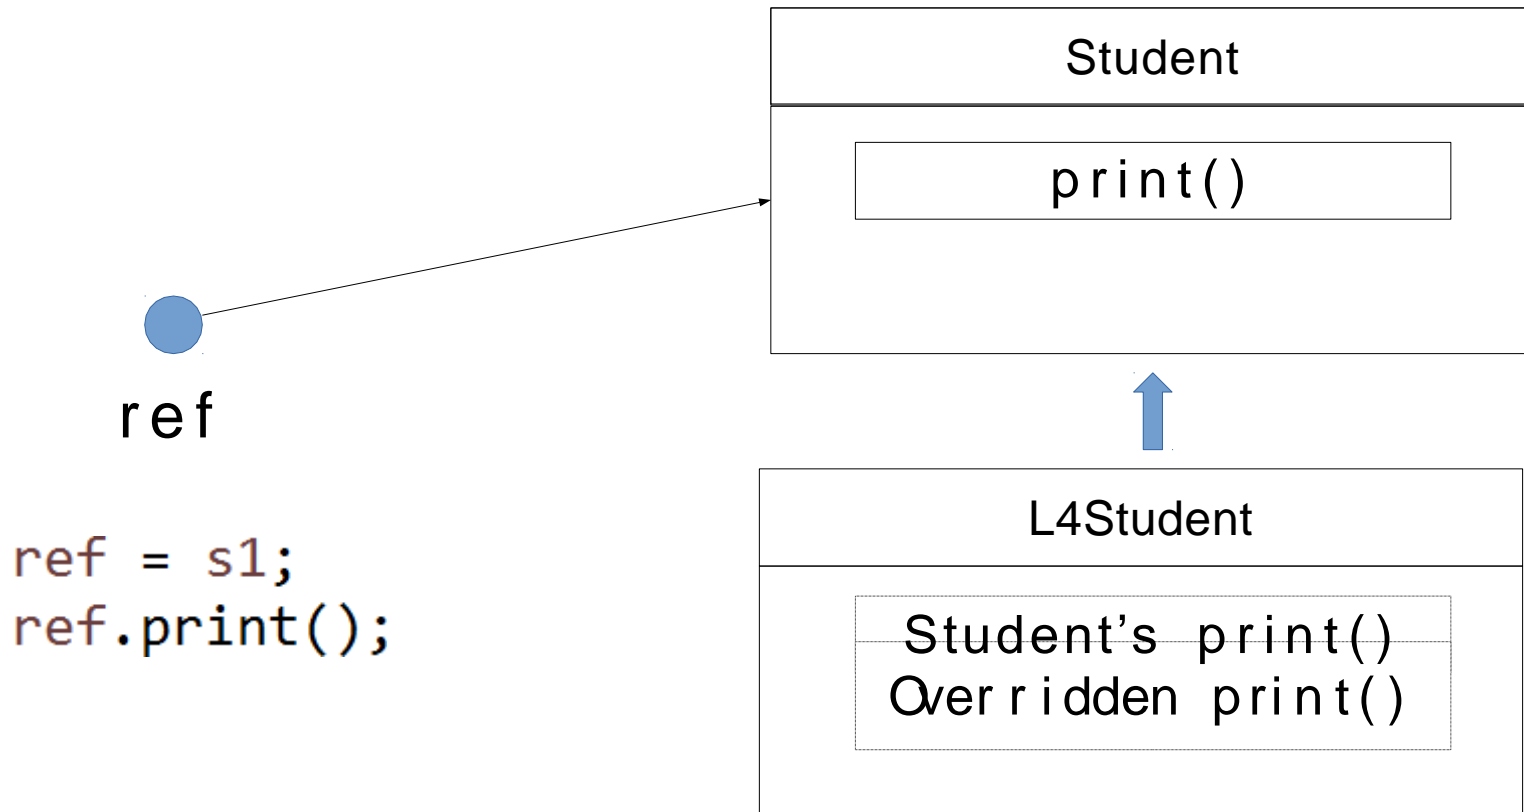 Student
print()
ref
ref = s1;
ref.print();
L4Student
Student’s print()
Overridden print()